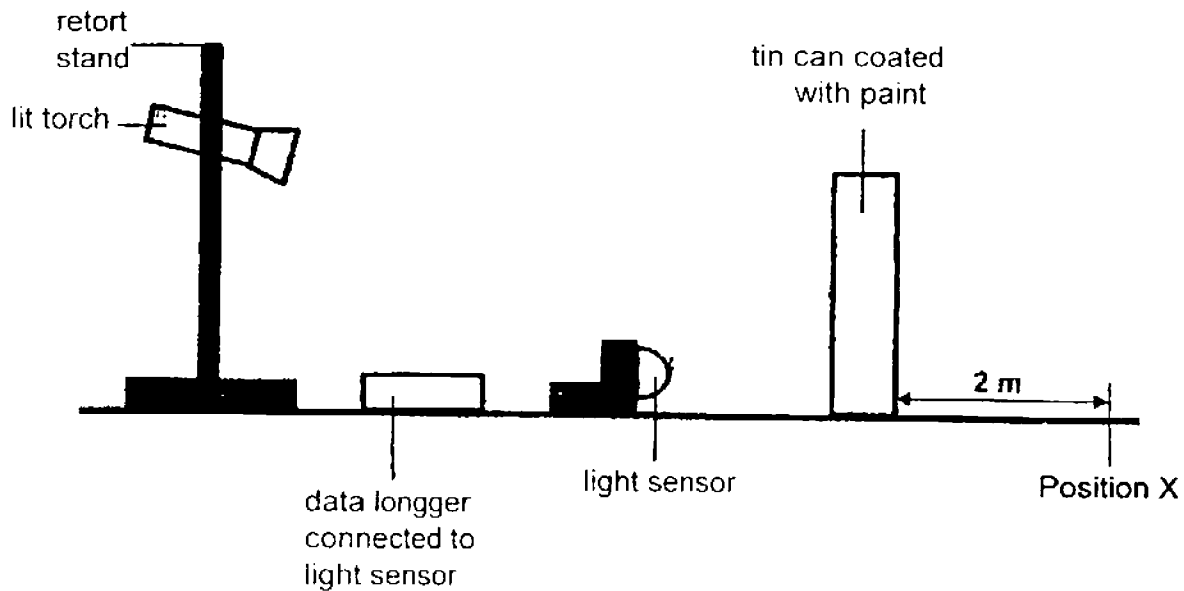 retort
stand
lit torch
tin can coated
with paint
2 m
light sensor
Position X
data longger
connected to
light sensor